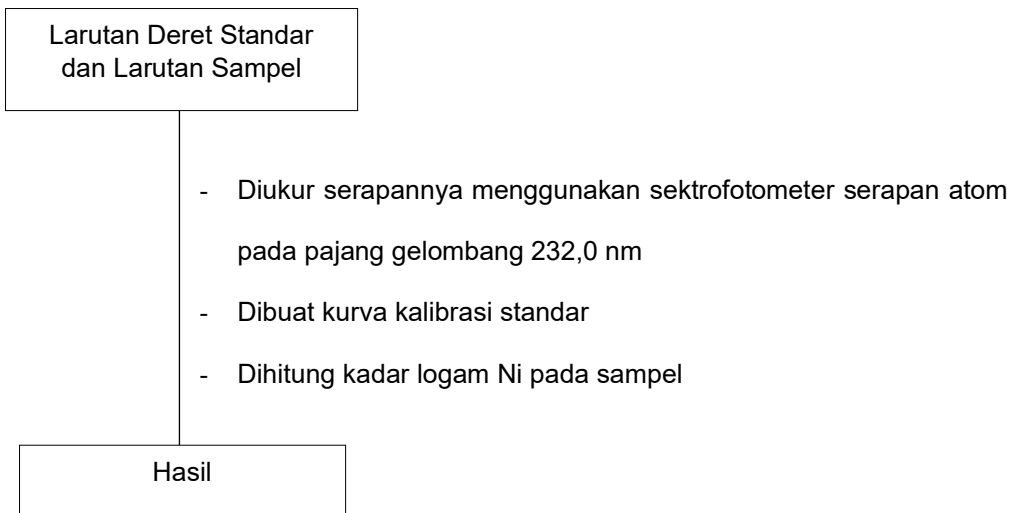 Larutan Deret Standar
dan Larutan Sampel
- Diukur serapannya menggunakan sektrofotometer serapan atom
pada pajang gelombang 232,0 nm
- Dibuat kurva kalibrasi standar
- Dihitung kadar logam Ni pada sampel
Hasil